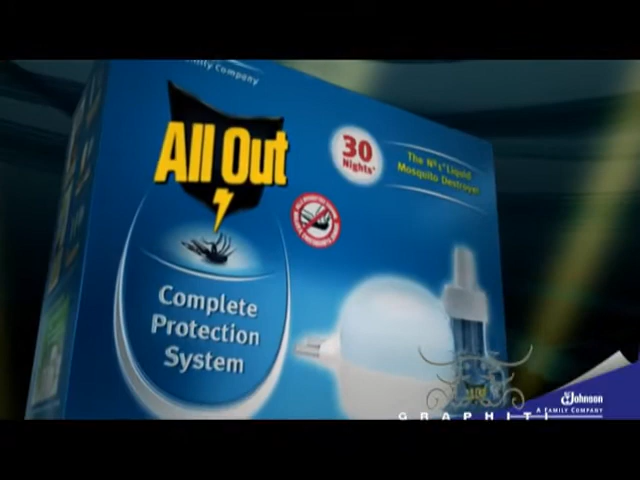 Family Company
All Out
30
Nights*
The Nº1* Liquid
Mosquito Destroyer
Complete
Protection
System
GRAPHITI
SC Johnson
A FAMILY COMPANY